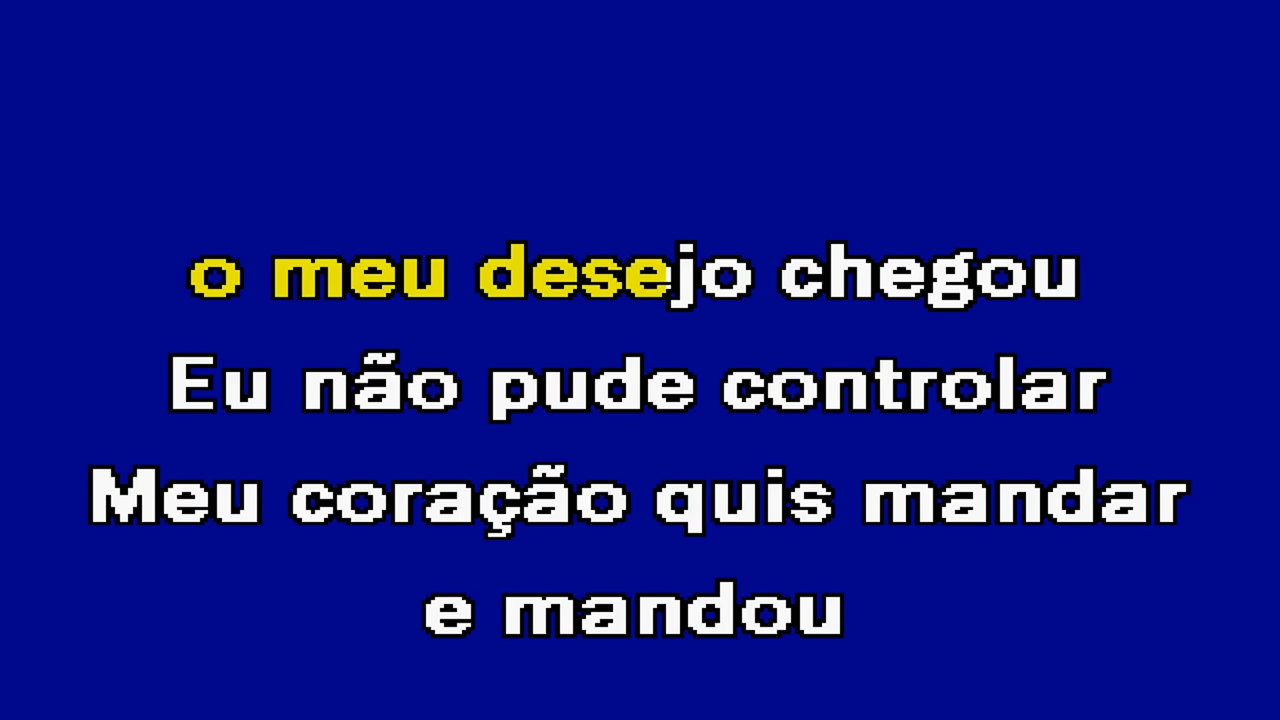 o meu desejo chegou
Eu não pude controlar
Meu coração quis mandar
e mandou